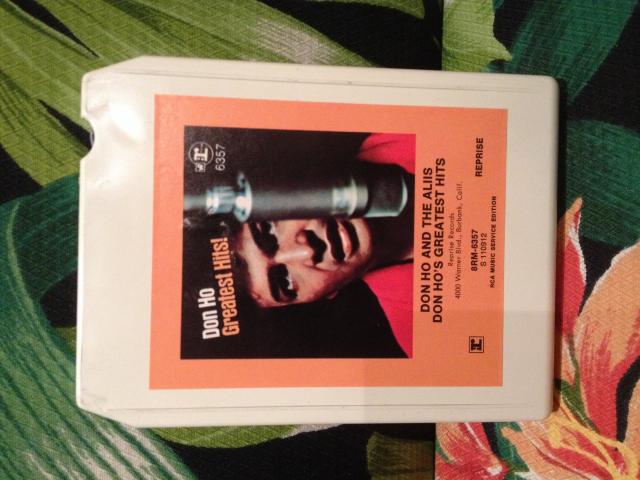 Don Ho
Greatest Hits!
6357
DON HO AND THE ALIIS
DON HO'S GREATEST HITS
Reprise Records
4000 Warner Blvd., Burbank, Calif.
8RM-6357
S 110912
RCA MUSIC SERVICE EDITION
REPRISE